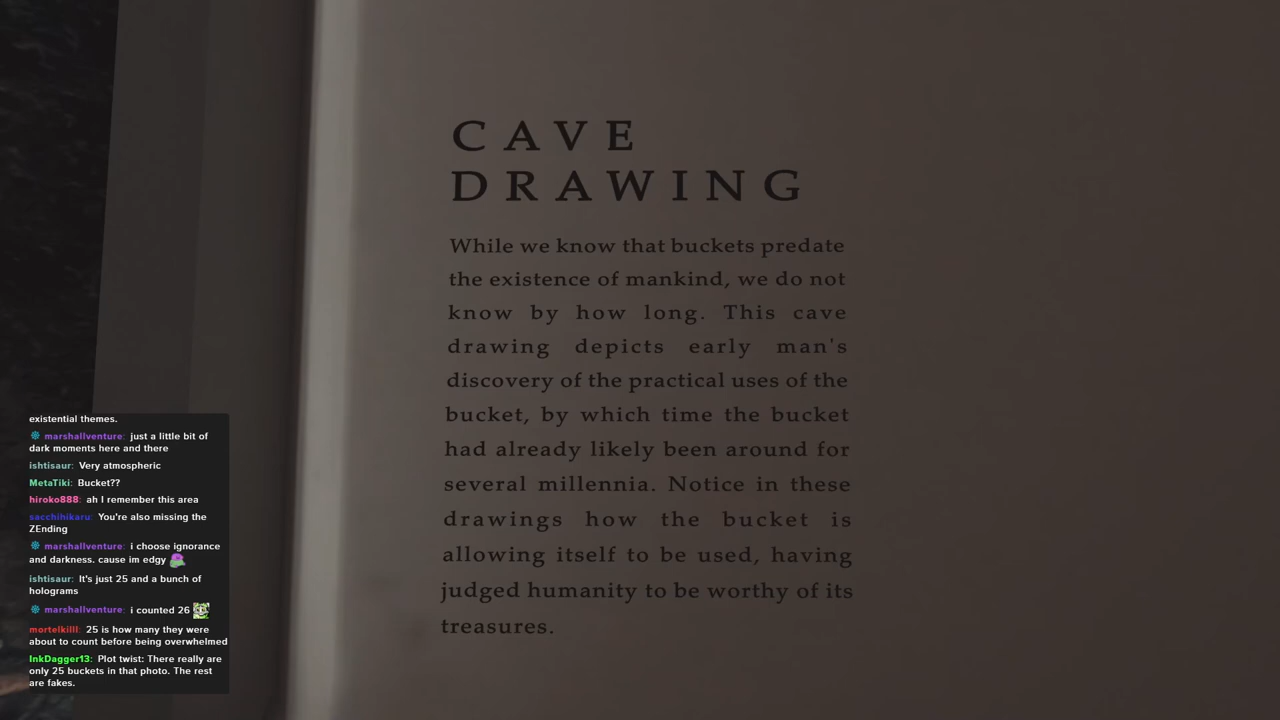 CAVE
DRAWING
While we know that buckets predate
the existence of mankind, we do not
know by how long. This cave
drawing depicts early man's
discovery of the practical uses of the
bucket, by which time the bucket
had already likely been around for
several millennia. Notice in these
drawings how the bucket is
allowing itself to be used, having
judged humanity to be worthy of its
treasures.
existential themes.
marshallventure: just a little bit of
dark moments here and there
ishtisaur: Very atmospheric
MetaTiki: Bucket??
hiroko888: ah I remember this area
sacchihikaru: You're also missing the
ZEnding
marshallventure: i choose ignorance
and darkness. cause im edgy
ishtisaur: It's just 25 and a bunch of
holograms
marshallventure: i counted 26
mortelkilll: 25 is how many they were
about to count before being overwhelmed
InkDagger13: Plot twist: There really are
only 25 buckets in that photo. The rest
are fakes.